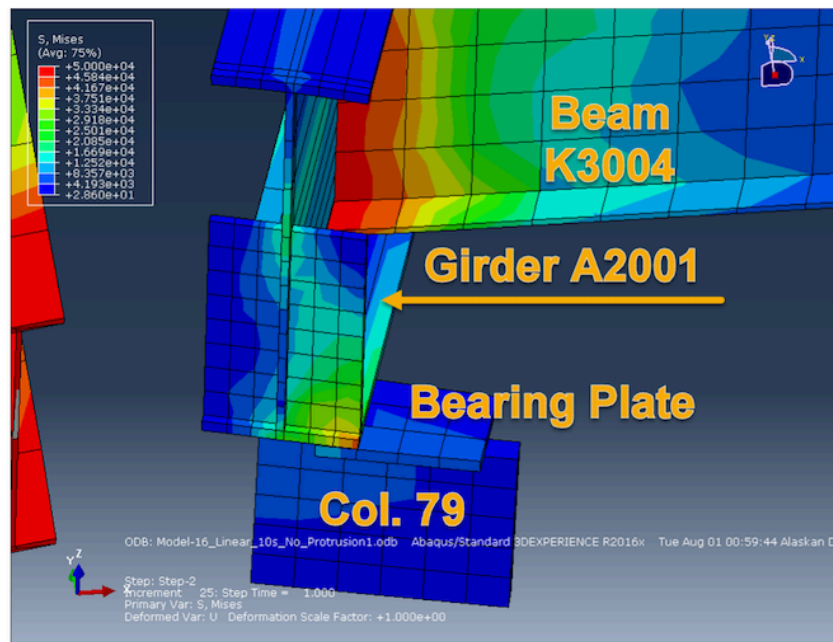 S, Mises
(Avg: 75%)
+5.000e+04
+4.584e+04
+4.167e+04
+3.751e+04
+3.334e+04
+2.918e+04
+2.501e+04
+2.085e+04
+1.669e+04
+1.252e+04
+8.357e+03
+4.193e+03
+2.860e+01
Beam
K3004
Girder A2001
Bearing Plate
Col. 79
ODB: Model-16_Linear_10s_No_Protrusion1.odb Abaqus/Standard 3DEXPERIENCE R2016x Tue Aug 01 00:59:44 Alaskan D
Step: Step-2
Increment 25: Step Time = 1.000
Primary Var: S, Mises
Deformed Var: U Deformation Scale Factor: +1.000e+00
Y
Z
X